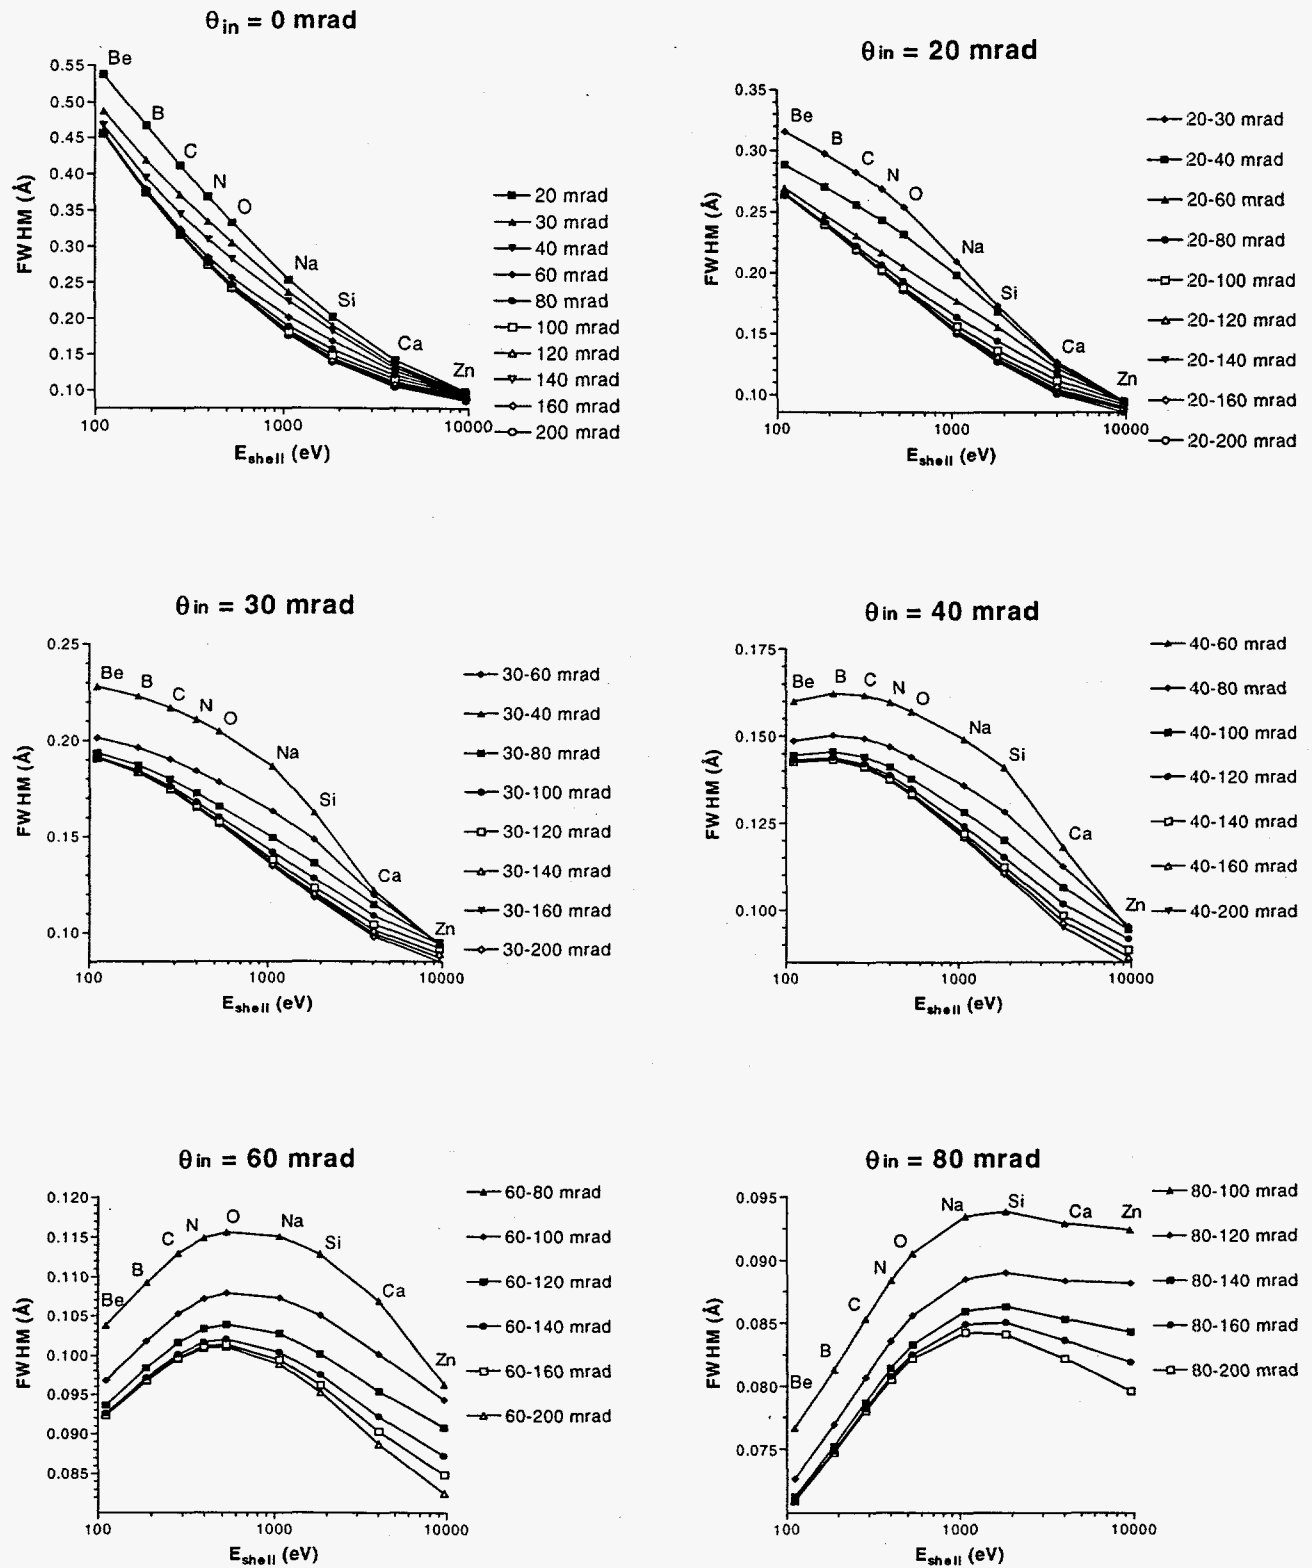 θin = 0 mrad
0.55
0.50
0.45
0.40
0.35
0.30
0.25
0.20
0.15
0.10
FWHM (Å)
Be
B
C
N
O
Na
Si
Ca
Zn
100
1000
10000
Eshell (eV)
20 mrad
30 mrad
40 mrad
60 mrad
80 mrad
100 mrad
120 mrad
140 mrad
160 mrad
200 mrad
θin = 20 mrad
0.35
0.30
0.25
0.20
0.15
0.10
FWHM (Å)
Be
B
C
N
O
Na
Si
Ca
Zn
100
1000
10000
Eshell (eV)
20-30 mrad
20-40 mrad
20-60 mrad
20-80 mrad
20-100 mrad
20-120 mrad
20-140 mrad
20-160 mrad
20-200 mrad
θin = 30 mrad
0.25
0.20
0.15
0.10
FWHM (Å)
Be
B
C
N
O
Na
Si
Ca
Zn
100
1000
10000
Eshell (eV)
30-60 mrad
30-40 mrad
30-80 mrad
30-100 mrad
30-120 mrad
30-140 mrad
30-160 mrad
30-200 mrad
θin = 40 mrad
0.175
0.150
0.125
0.100
FWHM (Å)
Be
B
C
N
O
Na
Si
Ca
Zn
100
1000
10000
Eshell (eV)
40-60 mrad
40-80 mrad
40-100 mrad
40-120 mrad
40-140 mrad
40-160 mrad
40-200 mrad
θin = 60 mrad
0.120
0.115
0.110
0.105
0.100
0.095
0.090
0.085
FWHM (Å)
Be
B
C
N
O
Na
Si
Ca
Zn
100
1000
10000
Eshell (eV)
60-80 mrad
60-100 mrad
60-120 mrad
60-140 mrad
60-160 mrad
60-200 mrad
θin = 80 mrad
0.095
0.090
0.085
0.080
0.075
FWHM (Å)
Be
B
C
N
O
Na
Si
Ca
Zn
100
1000
10000
Eshell (eV)
80-100 mrad
80-120 mrad
80-140 mrad
80-160 mrad
80-200 mrad